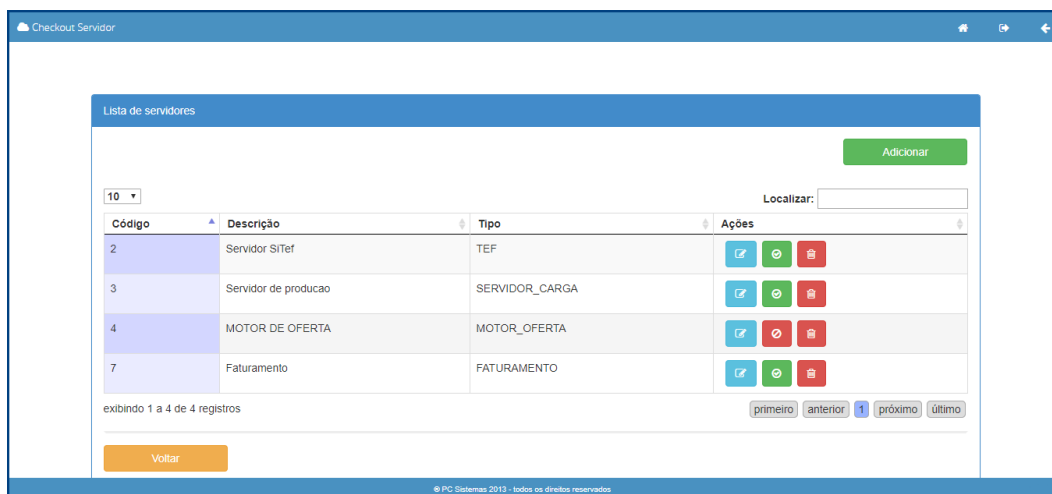 Checkout Servidor
Lista de servidores
Adicionar
10 Localizar:
Código Descrição Tipo Ações
2 Servidor SiTef TEF
3 Servidor de producao SERVIDOR_CARGA
4 MOTOR DE OFERTA MOTOR_OFERTA
7 Faturamento FATURAMENTO
exibindo 1 a 4 de 4 registros primeiro anterior 1 próximo último
Voltar
® PC Sistemas 2013 - todos os direitos reservados